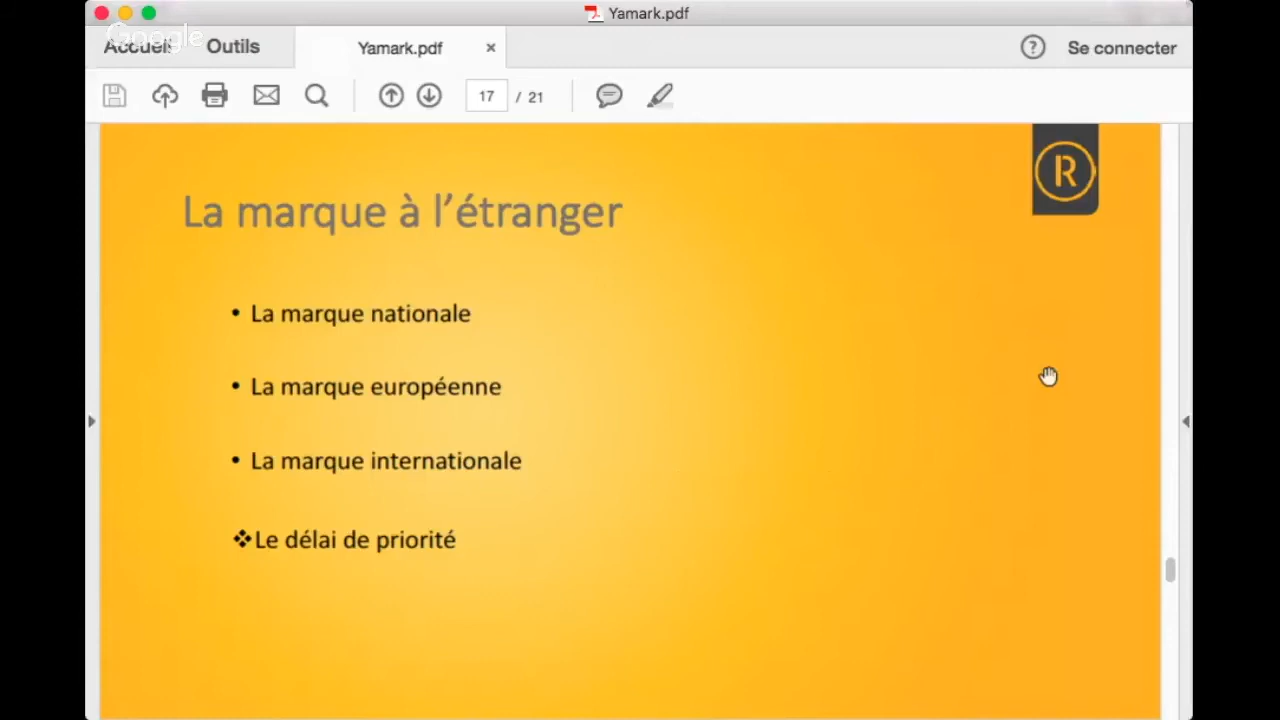 Yamark.pdf
Google
Accueil Outils Yamark.pdf × ? Se connecter
17 / 21
R
La marque à l’étranger
• La marque nationale
• La marque européenne
• La marque internationale
❖Le délai de priorité